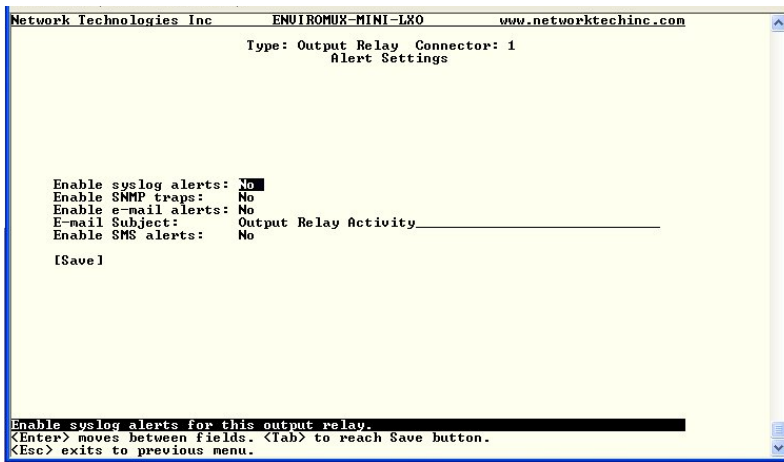 Network Technologies Inc ENVIROMUX-MINI-LXO www.networktechinc.com
Type: Output Relay Connector: 1
Alert Settings
Enable syslog alerts: No
Enable SNMP traps: No
Enable e-mail alerts: No
E-mail Subject: Output Relay Activity
Enable SMS alerts: No
[Save]
Enable syslog alerts for this output relay.
<Enter> moves between fields. <Tab> to reach Save button.
<Esc> exits to previous menu.